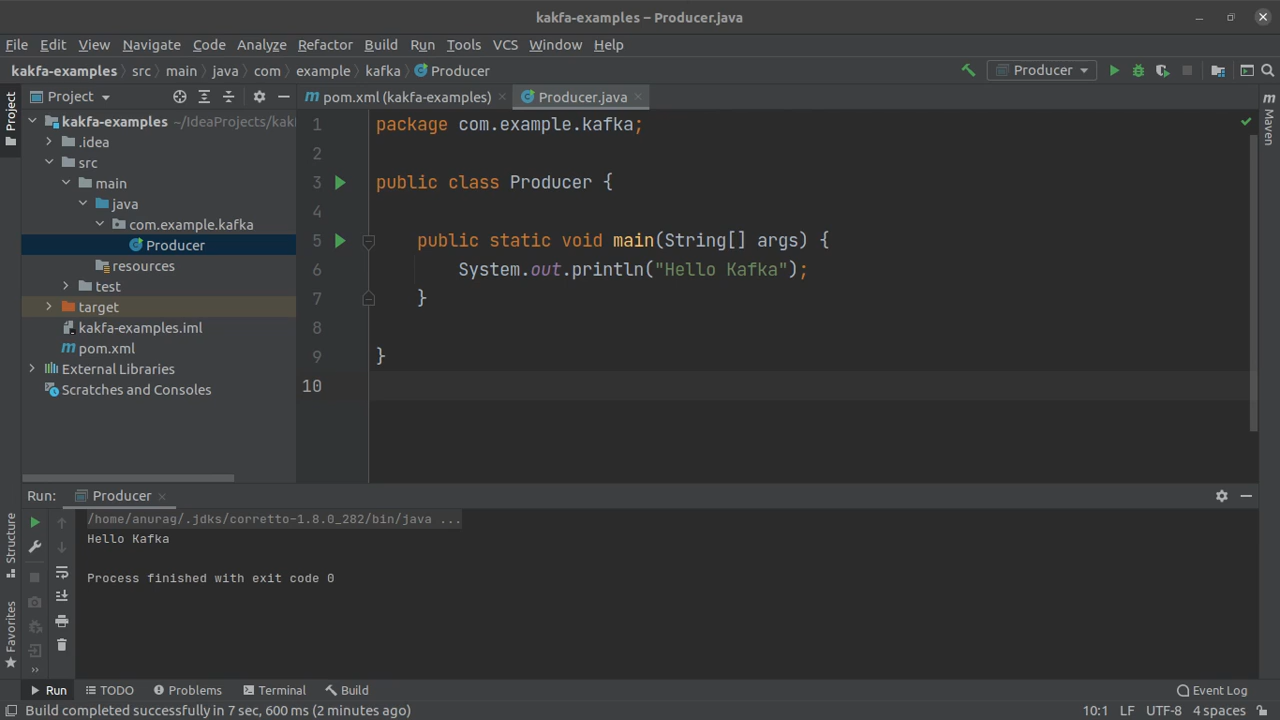 kakfa-examples – Producer.java
File Edit View Navigate Code Analyze Refactor Build Run Tools VCS Window Help
kakfa-examples src main java com example kafka Producer
Producer
Project
Project
pom.xml (kakfa-examples)
Producer.java
Maven
kakfa-examples ~/IdeaProjects/kakf
.idea
src
main
java
com.example.kafka
Producer
resources
test
target
kakfa-examples.iml
pom.xml
External Libraries
Scratches and Consoles
1 package com.example.kafka;
2
3 public class Producer {
4
5 public static void main(String[] args) {
6 System.out.println("Hello Kafka");
7 }
8
9 }
10
Run: Producer
/home/anurag/.jdks/corretto-1.8.0_282/bin/java ...
Hello Kafka
Process finished with exit code 0
Structure
Favorites
Run TODO Problems Terminal Build Event Log
Build completed successfully in 7 sec, 600 ms (2 minutes ago) 10:1 LF UTF-8 4 spaces